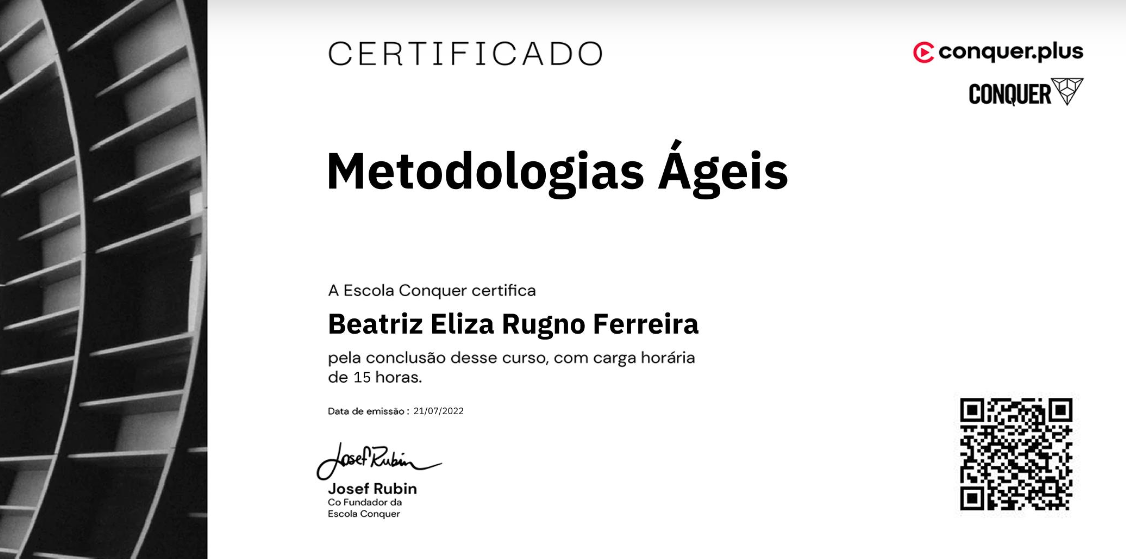 CERTIFICADO
conquer.plus
CONQUER
Metodologias Ágeis
A Escola Conquer certifica
Beatriz Eliza Rugno Ferreira
pela conclusão desse curso, com carga horária
de 15 horas.
Data de emissão : 21/07/2022
Josef Rubin
Josef Rubin
Co Fundador da
Escola Conquer